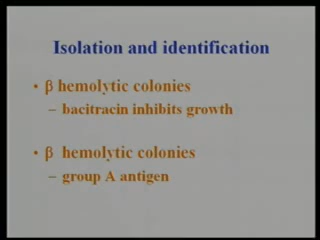 Isolation and identification
• β hemolytic colonies
– bacitracin inhibits growth
• β hemolytic colonies
– group A antigen